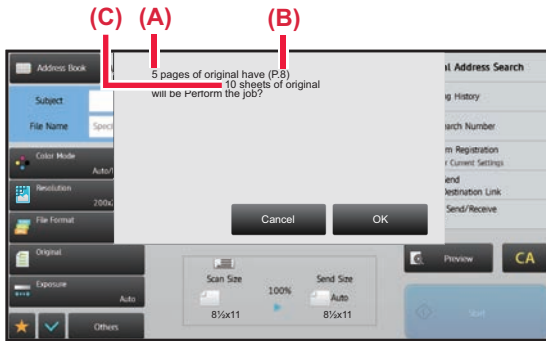 (C) (A) (B)
Address Book
al Address Search
5 pages of original have (P.8)
10 sheets of original
will be Perform the job?
Subject
ng History
File Name Speci
earch Number
Color Mode
Auto/
m Registration
r Current Settings
Resolution
200x
end
Destination Link
File Format
Send/Receive
Cancel OK
Original
Preview CA
Scan Size
Send Size
Exposure
Auto
100%
Auto
8½x11
8½x11
Start
Others